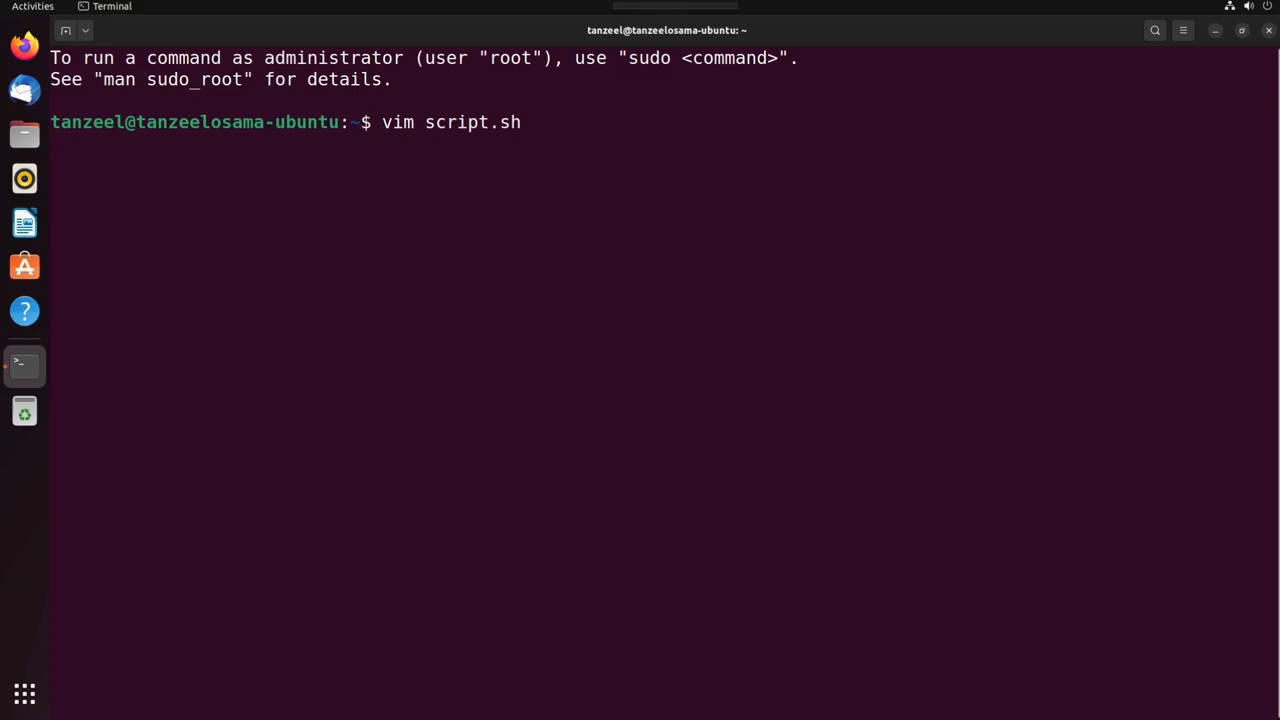 Activities
Terminal
tanzeel@tanzeelosama-ubuntu: ~
To run a command as administrator (user "root"), use "sudo <command>".
See "man sudo_root" for details.
tanzeel@tanzeelosama-ubuntu:~$ vim script.sh